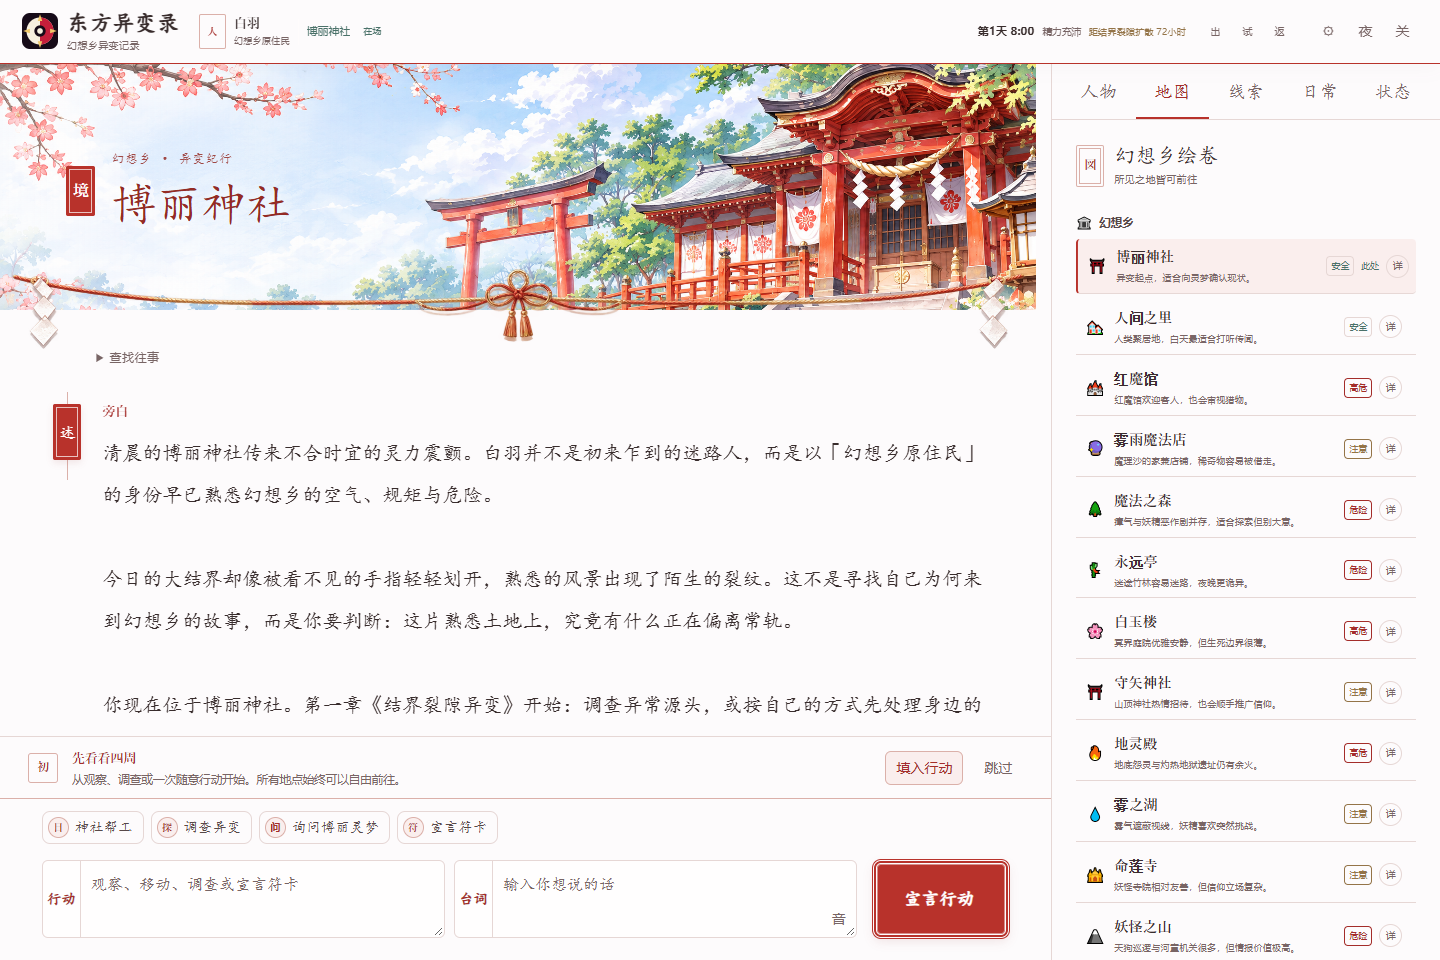 东方异变录
幻想乡异变记录
人
白羽
幻想乡原住民
博丽神社
在场
第1天 8:00
精力充沛
距结界裂隙扩散 72小时
出
试
返
夜
关
幻想乡 • 异变纪行
境
博丽神社
▶ 查找往事
述
旁白
清晨的博丽神社传来不合时宜的灵力震颤。白羽并不是初来乍到的迷路人，而是以「幻想乡原住民」
的身份早已熟悉幻想乡的空气、规矩与危险。
今日的大结界却像被看不见的手指轻轻划开，熟悉的风景出现了陌生的裂纹。这不是寻找自己为何来
到幻想乡的故事，而是你要判断：这片熟悉土地上，究竟有什么正在偏离常轨。
你现在位于博丽神社。第一章《结界裂隙异变》开始：调查异常源头，或按自己的方式先处理身边的
初
先看看四周
从观察、调查或一次随意行动开始。所有地点始终可以自由前往。
填入行动
跳过
日 神社帮工
探 调查异变
间 询问博丽灵梦
符 宣言符卡
行动
观察、移动、调查或宣言符卡
台词
输入你想说的话
音
宣言行动
人物
地图
线索
日常
状态
図
幻想乡绘卷
所见之地皆可前往
幻想乡
博丽神社
异变起点，适合向灵梦确认现状。
安全 此处 详
人间之里
人类聚居地，白天最适合打听传闻。
安全 详
红魔馆
红魔馆欢迎客人，也会审视猎物。
高危 详
雾雨魔法店
魔理沙的家兼店铺，稀奇物容易被借走。
注意 详
魔法之森
瘴气与妖精恶作剧并存，适合探索但别大意。
危险 详
永远亭
迷途竹林容易迷路，夜晚更诡异。
危险 详
白玉楼
冥界庭院优雅安静，但生死边界很薄。
高危 详
守矢神社
山顶神社热情招待，也会顺手推广信仰。
注意 详
地灵殿
地底怨灵与灼热地狱遗址仍有余火。
高危 详
雾之湖
雾气遮蔽视线，妖精喜欢突然挑战。
注意 详
命莲寺
妖怪寺院相对友善，但信仰立场复杂。
注意 详
妖怪之山
天狗巡逻与河童机关很多，但情报价值极高。
危险 详